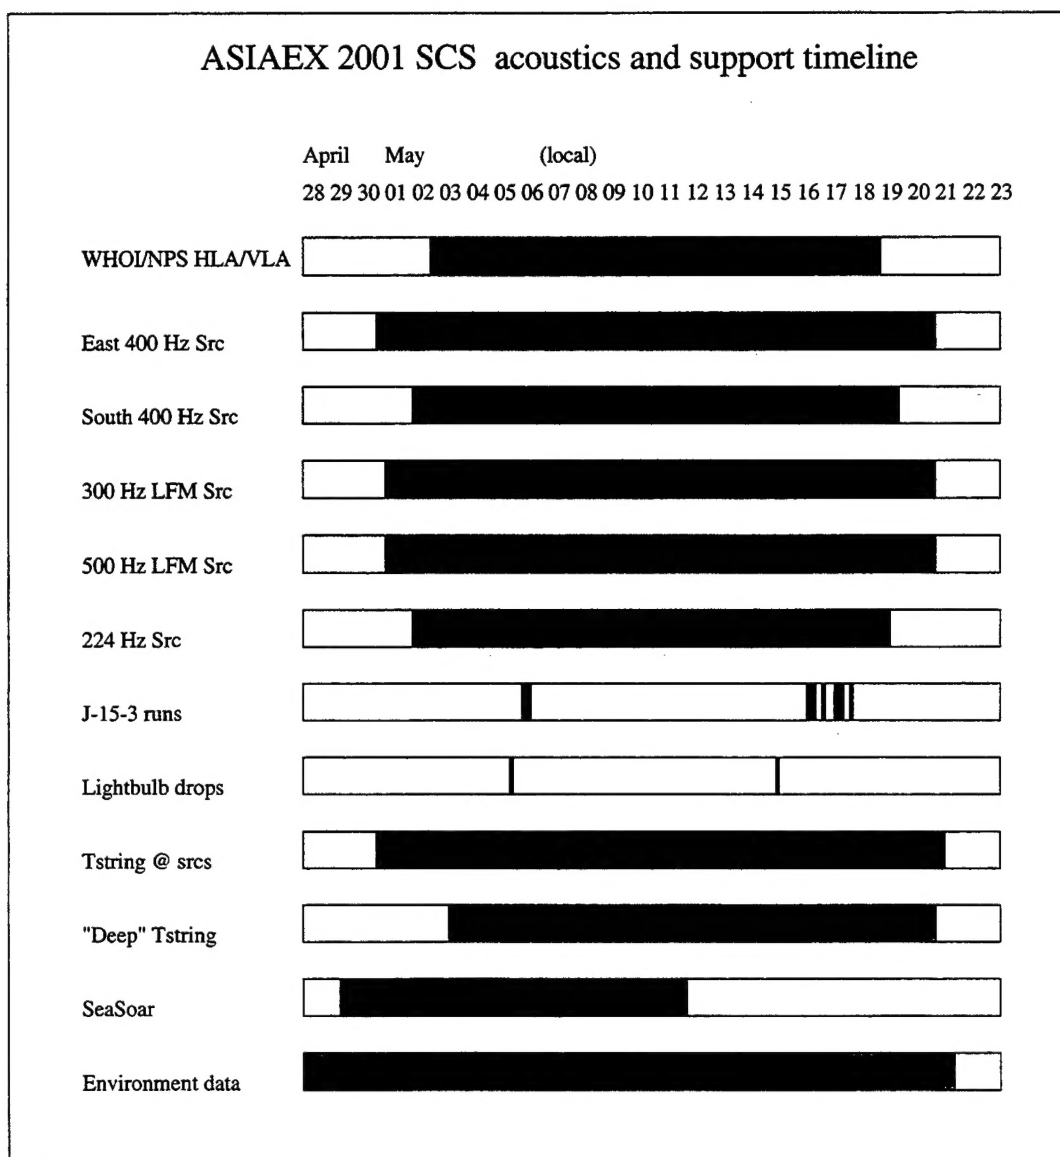 ASIAEX 2001 SCS acoustics and support timeline
April May (local)
28 29 30 01 02 03 04 05 06 07 08 09 10 11 12 13 14 15 16 17 18 19 20 21 22 23
WHOI/NPS HLA/VLA
East 400 Hz Src
South 400 Hz Src
300 Hz LFM Src
500 Hz LFM Src
224 Hz Src
J-15-3 runs
Lightbulb drops
Tstring @ srcs
"Deep" Tstring
SeaSoar
Environment data